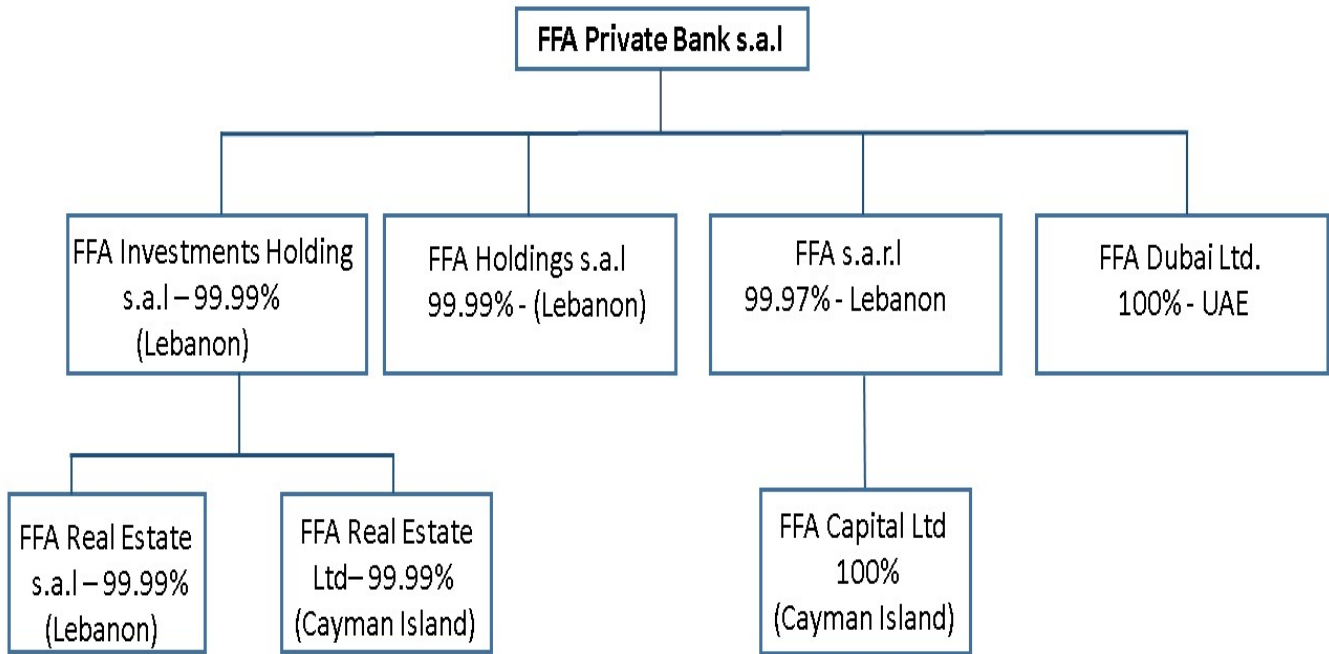 FFA Private Bank s.a.l
FFA Investments Holding
s.a.l – 99.99%
(Lebanon)
FFA Holdings s.a.l
99.99% - (Lebanon)
FFA s.a.r.l
99.97% - Lebanon
FFA Dubai Ltd.
100% - UAE
FFA Real Estate
s.a.l – 99.99%
(Lebanon)
FFA Real Estate
Ltd– 99.99%
(Cayman Island)
FFA Capital Ltd
100%
(Cayman Island)